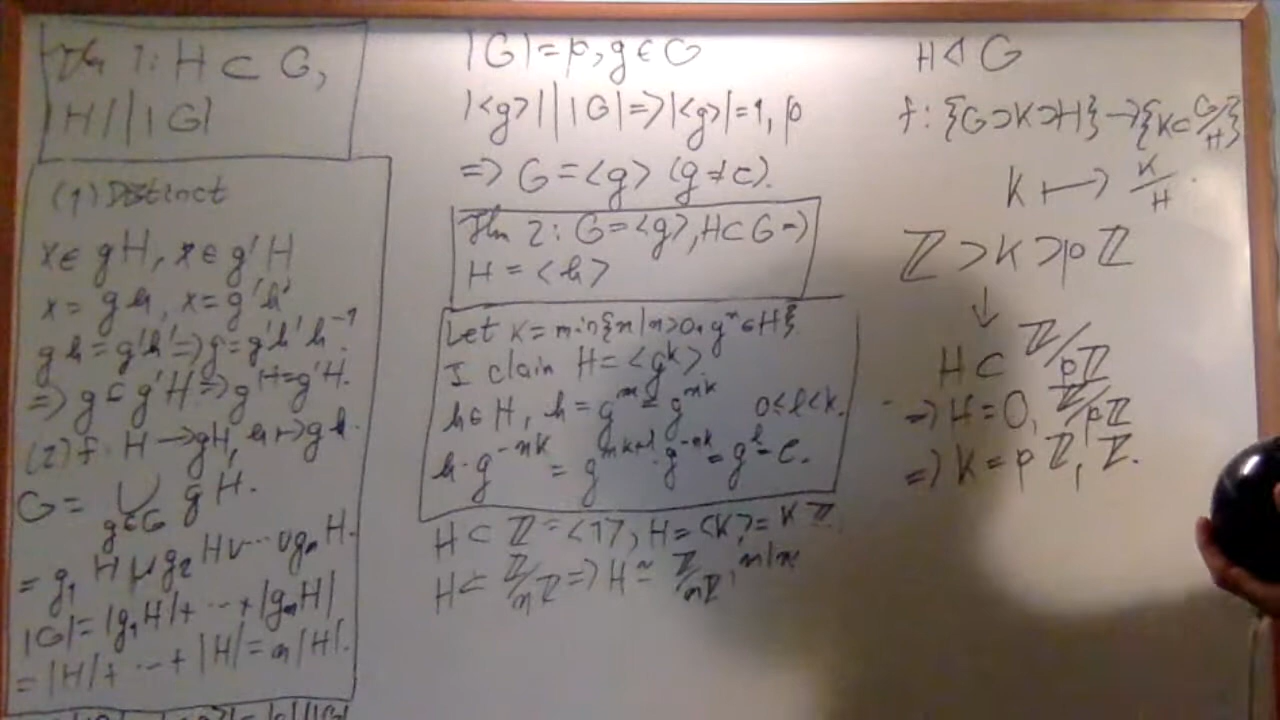 Thm 1: H ⊂ G,
|H| | |G|
(1) Distinct
x ∈ gH, x ∈ g'H
x = gh, x = g'h'
gh = g'h' ⇒ g = g'h'h⁻¹.
⇒ g ∈ g'H ⇒ gH = g'H.
(2) f: H → gH, h ↦ gh.
G = ∪ gH.
g∈G
= g₁H ∪ g₂H ∪ ⋯ ∪ gₙH.
|G| = |g₁H| + ⋯ + |gₙH|
= |H| + ⋯ + |H| = n|H|.
|G| = p, g ∈ G
|<g>| | |G| ⇒ |<g>| = 1, p
⇒ G = <g> (g ≠ e).
Thm 2: G = <g>, H ⊂ G ⇒
H = <h>
Let k = min{n | n > 0, gⁿ ∈ H}
I claim H = <gᵏ>.
h ∈ H, h = gᵐ = gⁿᵏ 0 ≤ l < k.
h · g⁻ⁿᵏ = gⁿᵏ⁺ˡ · g⁻ⁿᵏ = gˡ = e.
H ⊂ ℤ = <1>, H = <k> = kℤ.
H ⊂ ℤ/nℤ ⇒ H ≅ ℤ/mℤ, m|n
H ◁ G
f: {G ⊃ K ⊃ H} → {K ⊂ G/H}
K ↦ K/H.
ℤ > K > pℤ
↓
H ⊂ ℤ/pℤ
⇒ H = 0, ℤ/pℤ
⇒ K = pℤ, ℤ.